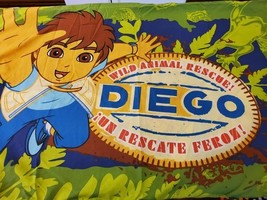 WILD ANIMAL RESCUE!
DIEGO
¡UN RESCATE FEROZ!